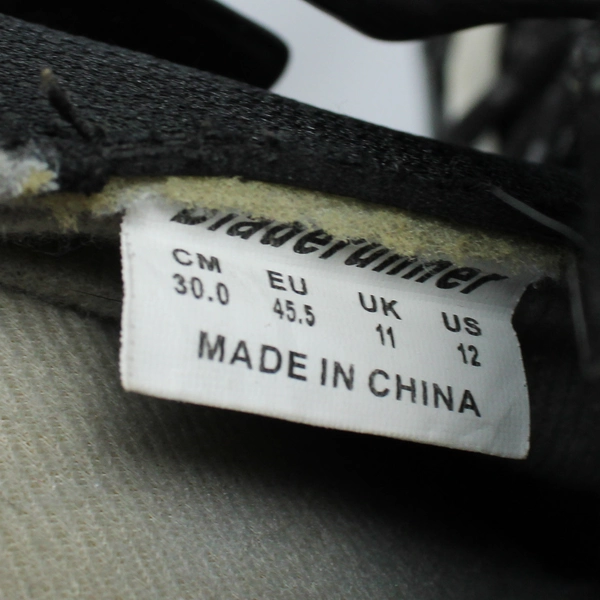 Bladerunner
CM EU UK US
30.0 45.5 11 12
MADE IN CHINA